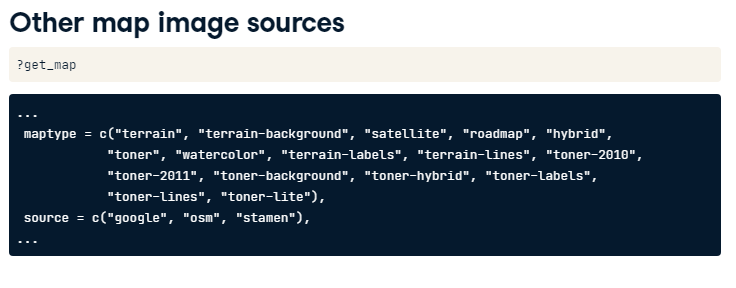 Other map image sources
?get_map
...
maptype = c("terrain", "terrain-background", "satellite", "roadmap", "hybrid",
"toner", "watercolor", "terrain-labels", "terrain-lines", "toner-2010",
"toner-2011", "toner-background", "toner-hybrid", "toner-labels",
"toner-lines", "toner-lite"),
source = c("google", "osm", "stamen"),
...